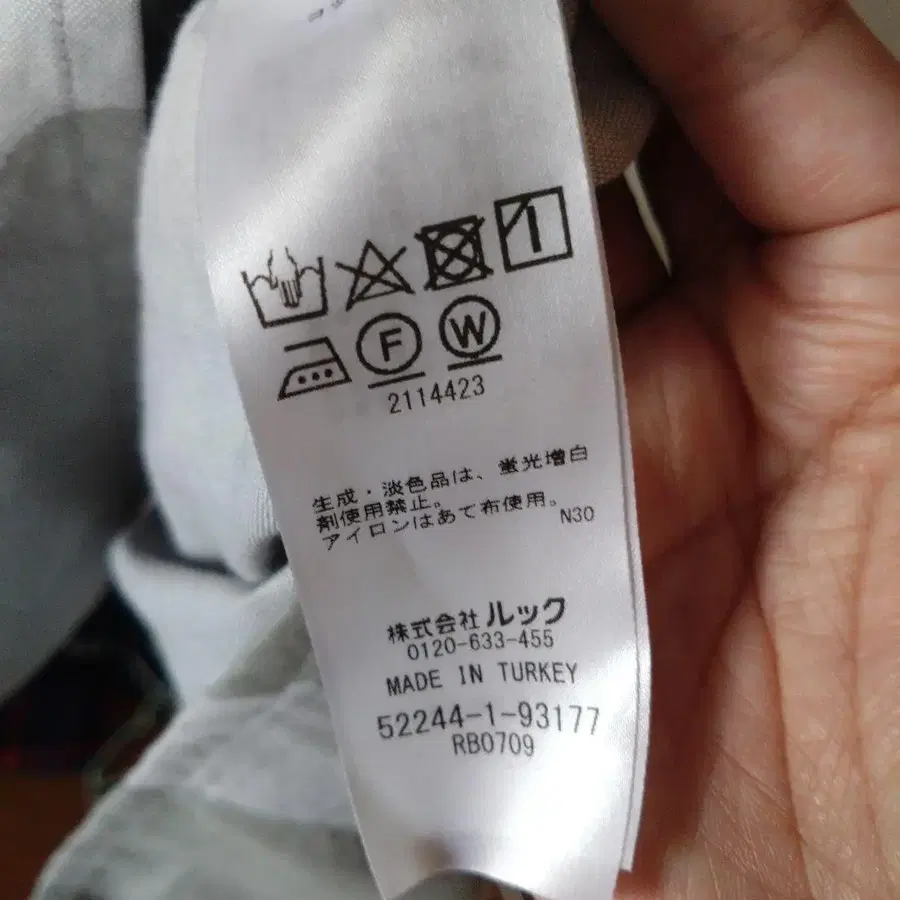 F W
2114423
生成・淡色品は、蛍光増白
剤使用禁止。
アイロンはあて布使用。
N30
株式会社 ルック
0120-633-455
MADE IN TURKEY
52244-1-93177
RB0709